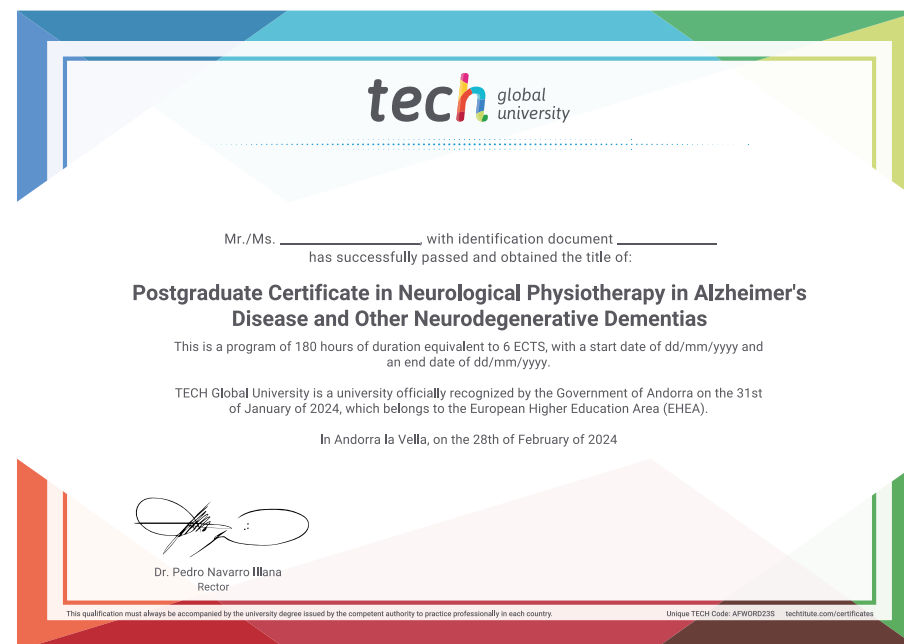 tech global
university
Mr./Ms. ____________________, with identification document ______________
has successfully passed and obtained the title of:
Postgraduate Certificate in Neurological Physiotherapy in Alzheimer's
Disease and Other Neurodegenerative Dementias
This is a program of 180 hours of duration equivalent to 6 ECTS, with a start date of dd/mm/yyyy and
an end date of dd/mm/yyyy.
TECH Global University is a university officially recognized by the Government of Andorra on the 31st
of January of 2024, which belongs to the European Higher Education Area (EHEA).
In Andorra la Vella, on the 28th of February of 2024
Dr. Pedro Navarro Illana
Rector
This qualification must always be accompanied by the university degree issued by the competent authority to practice professionally in each country.
Unique TECH Code: AFWORD23S techtitute.com/certificates